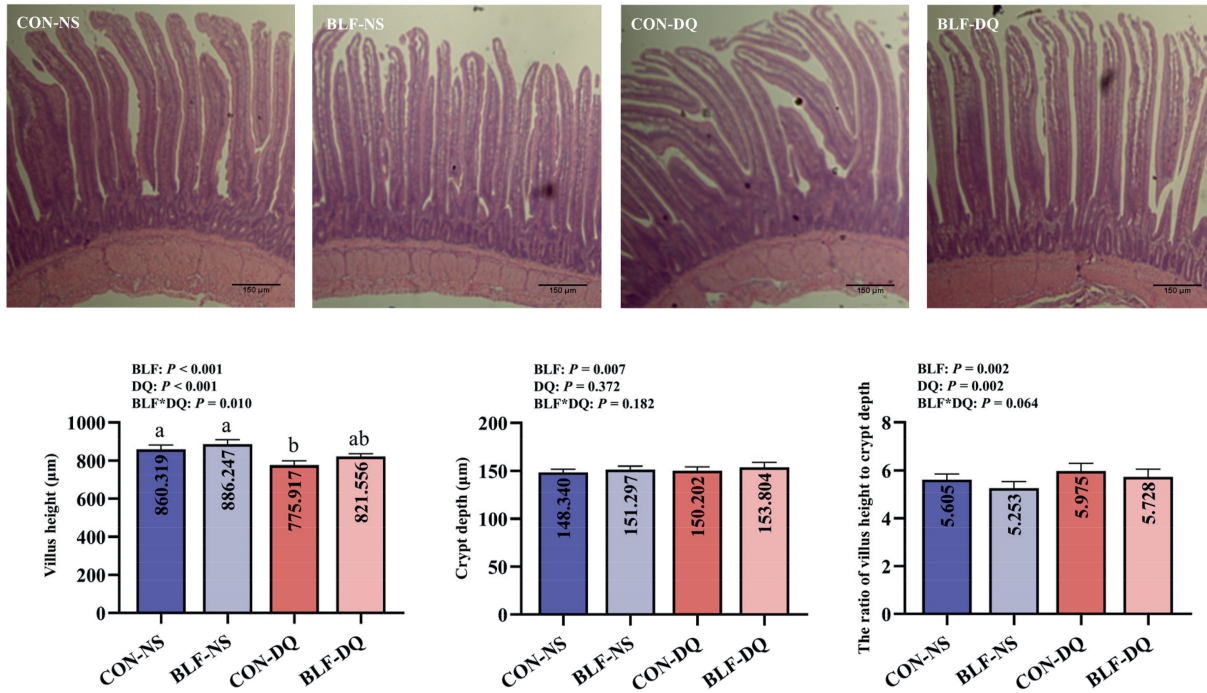 CON-NS
BLF-NS
CON-DQ
BLF-DQ
150 µm
150 µm
150 µm
150 µm
BLF: P < 0.001
DQ: P < 0.001
BLF*DQ: P = 0.010
Villus height (µm)
1000
800
600
400
200
0
a
a
b
ab
860.319
886.247
775.917
821.556
CON-NS
BLF-NS
CON-DQ
BLF-DQ
BLF: P = 0.007
DQ: P = 0.372
BLF*DQ: P = 0.182
Crypt depth (µm)
200
150
100
50
0
148.340
151.297
150.202
153.804
CON-NS
BLF-NS
CON-DQ
BLF-DQ
BLF: P = 0.002
DQ: P = 0.002
BLF*DQ: P = 0.064
The ratio of villus height to crypt depth
8
6
4
2
0
5.605
5.253
5.975
5.728
CON-NS
BLF-NS
CON-DQ
BLF-DQ